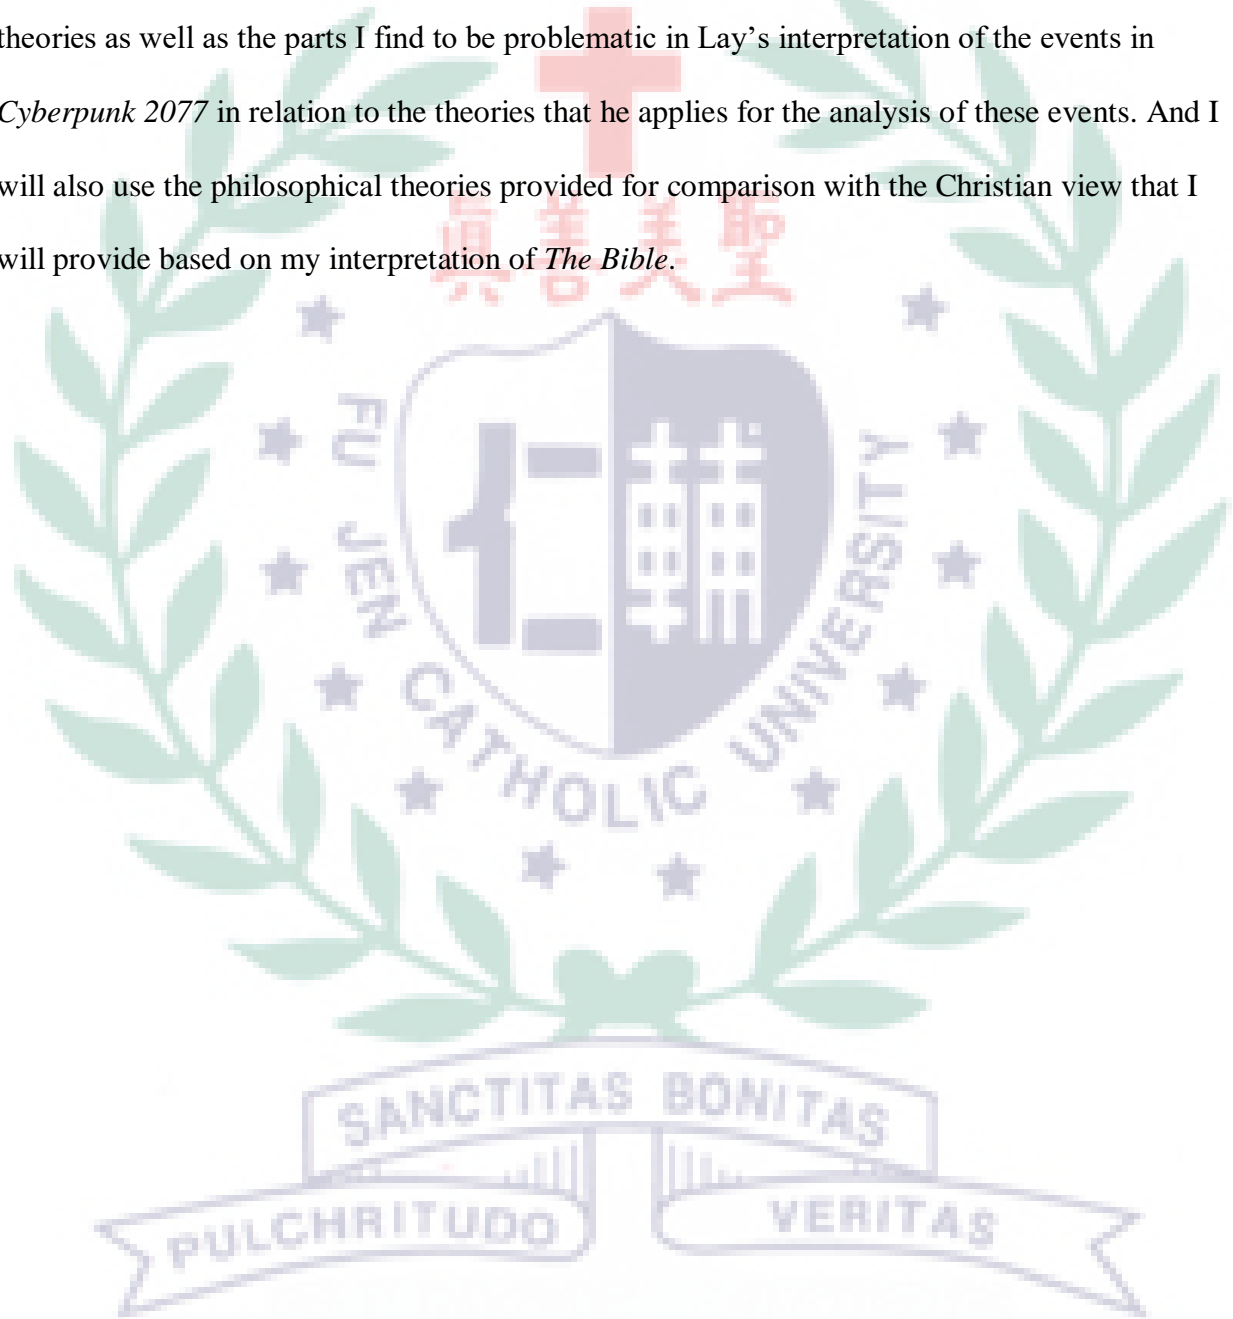 theories as well as the parts I find to be problematic in Lay’s interpretation of the events in
Cyberpunk 2077 in relation to the theories that he applies for the analysis of these events. And I
will also use the philosophical theories provided for comparison with the Christian view that I
will provide based on my interpretation of The Bible.
眞善美聖
FU JEN CATHOLIC UNIVERSITY
輔仁
SANCTITAS BONITAS
PULCHRITUDO VERITAS